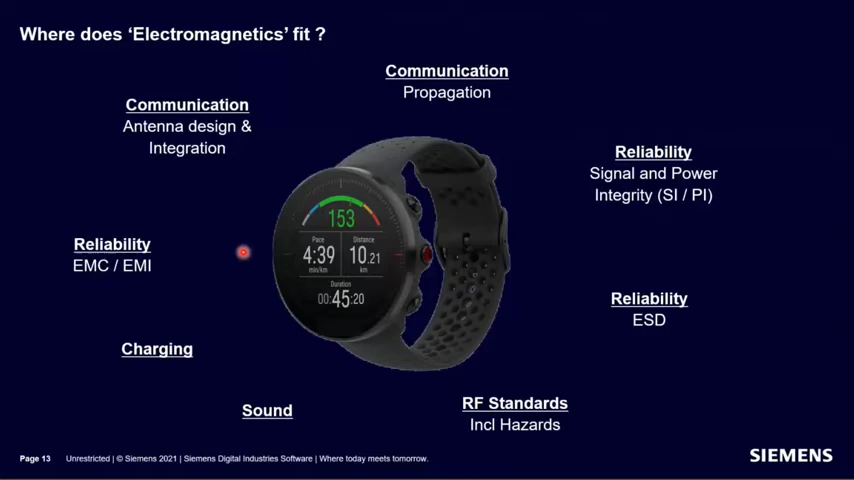 Where does ‘Electromagnetics’ fit ?
Communication
Propagation
Communication
Antenna design &
Integration
Reliability
Signal and Power
Integrity (SI / PI)
Reliability
EMC / EMI
153
Pace
Distance
4:39
10.21
min/km
km
Duration
00:45:20
Reliability
ESD
Charging
Sound
RF Standards
Incl Hazards
Page 13 Unrestricted | © Siemens 2021 | Siemens Digital Industries Software | Where today meets tomorrow.
SIEMENS